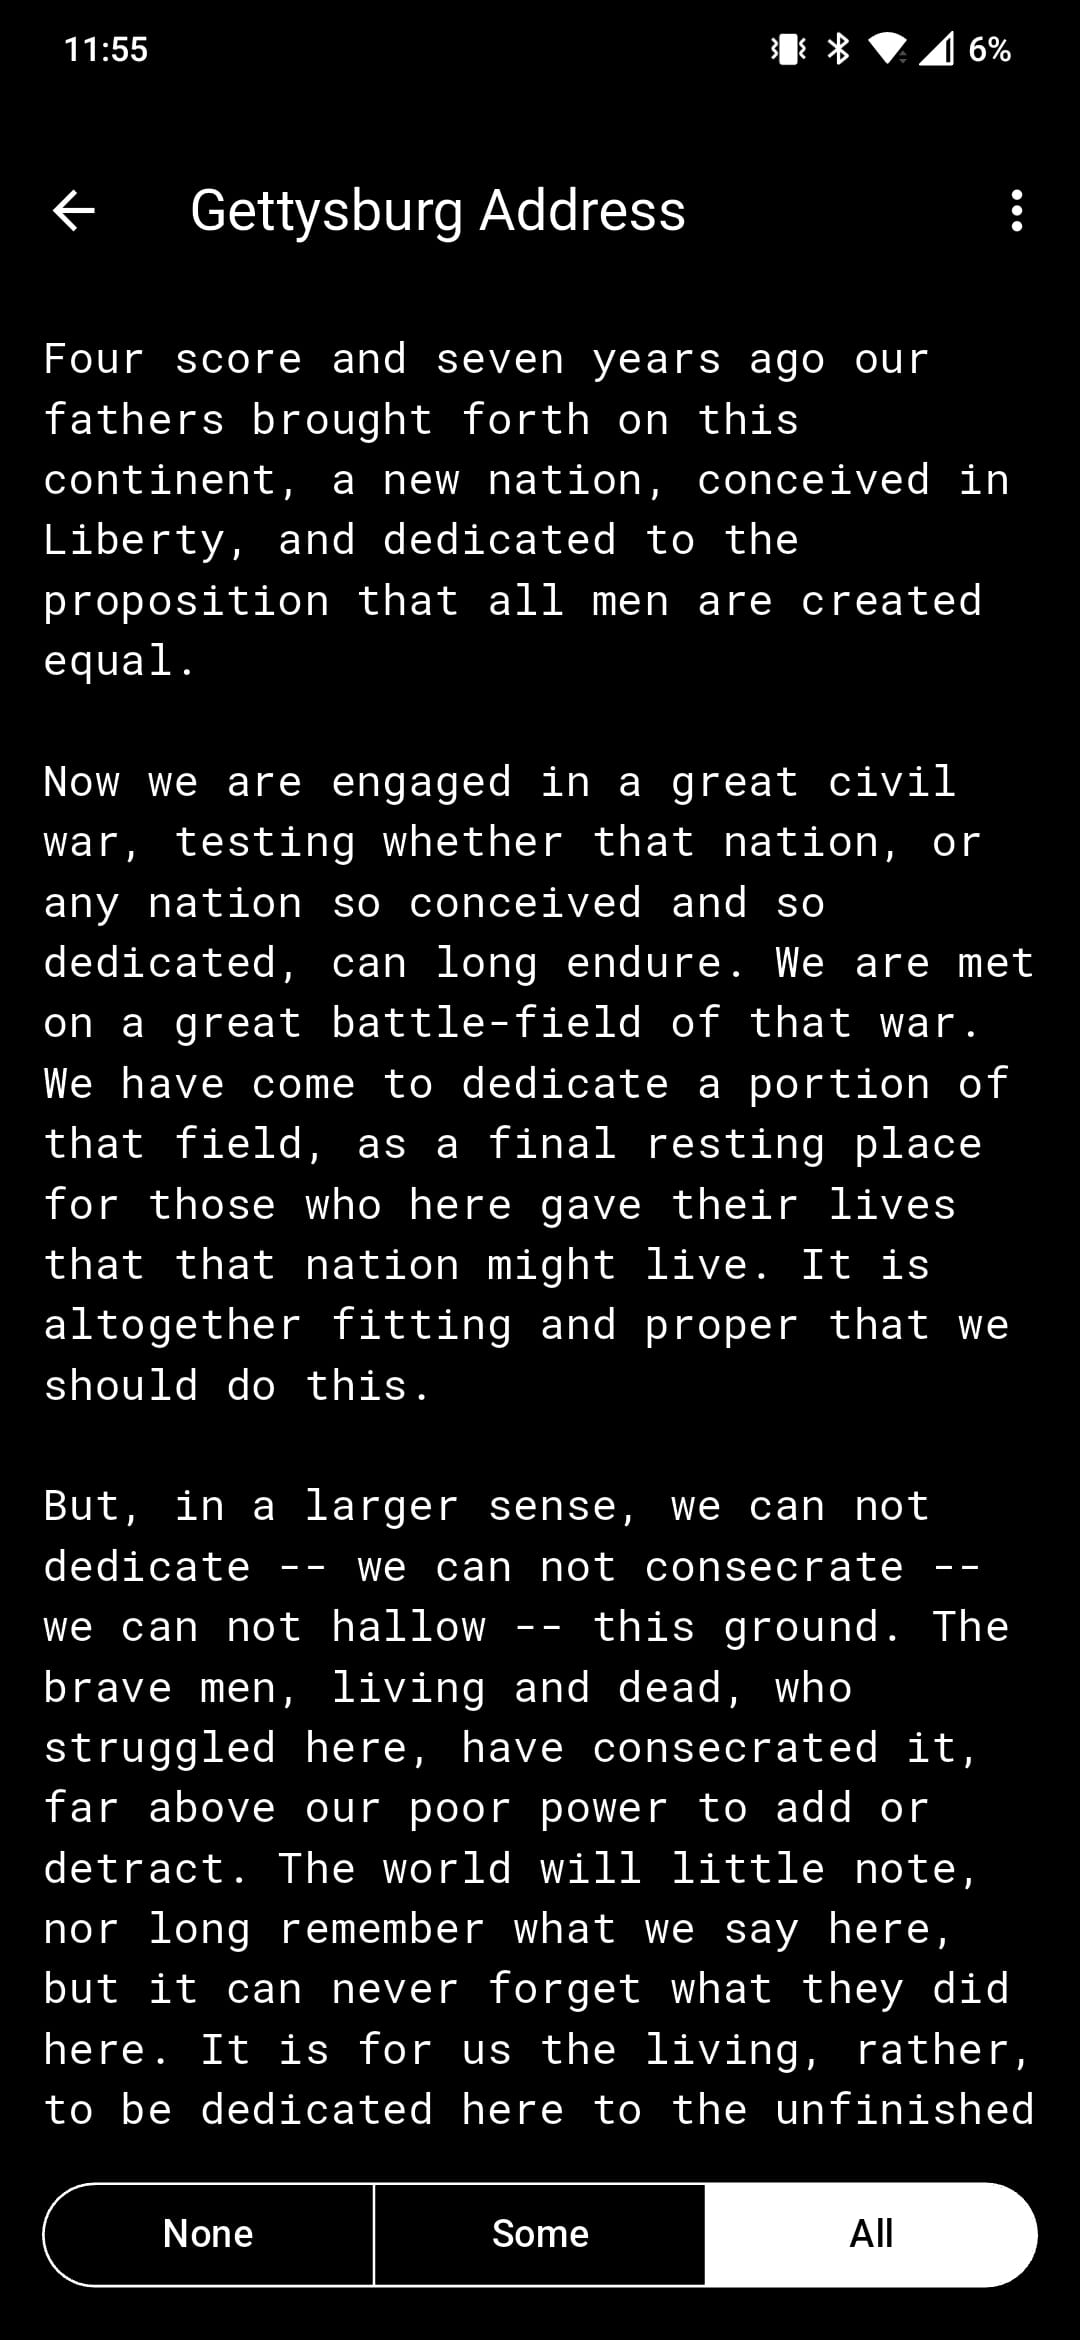 11:55
6%
Gettysburg Address
Four score and seven years ago our
fathers brought forth on this
continent, a new nation, conceived in
Liberty, and dedicated to the
proposition that all men are created
equal.
Now we are engaged in a great civil
war, testing whether that nation, or
any nation so conceived and so
dedicated, can long endure. We are met
on a great battle-field of that war.
We have come to dedicate a portion of
that field, as a final resting place
for those who here gave their lives
that that nation might live. It is
altogether fitting and proper that we
should do this.
But, in a larger sense, we can not
dedicate -- we can not consecrate --
we can not hallow -- this ground. The
brave men, living and dead, who
struggled here, have consecrated it,
far above our poor power to add or
detract. The world will little note,
nor long remember what we say here,
but it can never forget what they did
here. It is for us the living, rather,
to be dedicated here to the unfinished
None
Some
All